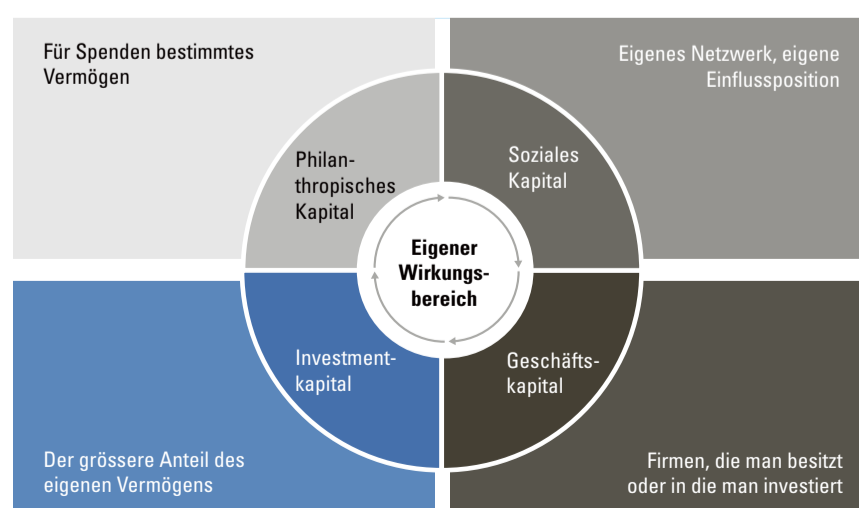 Für Spenden bestimmtes
Vermögen
Eigenes Netzwerk, eigene
Einflussposition
Philan-
thropisches
Kapital
Soziales
Kapital
Eigener
Wirkungs-
bereich
Investment-
kapital
Geschäfts-
kapital
Der grössere Anteil des
eigenen Vermögens
Firmen, die man besitzt
oder in die man investiert